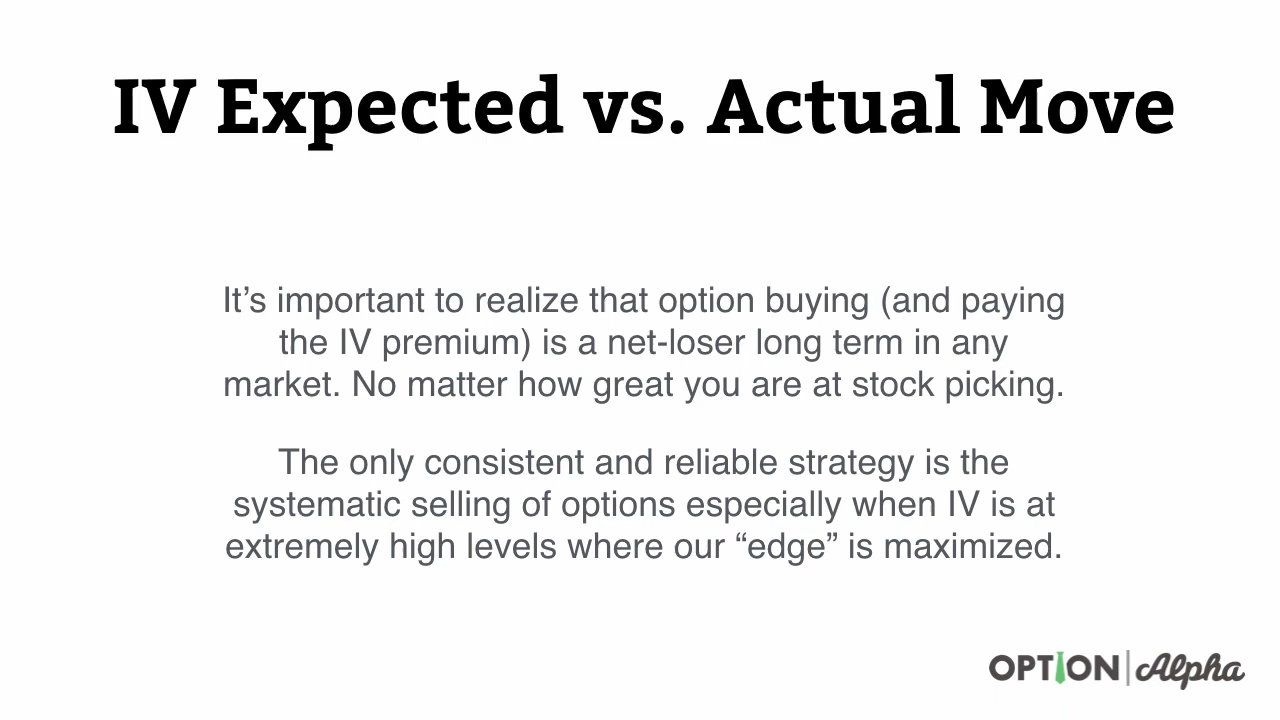 IV Expected vs. Actual Move
It’s important to realize that option buying (and paying
the IV premium) is a net-loser long term in any
market. No matter how great you are at stock picking.
The only consistent and reliable strategy is the
systematic selling of options especially when IV is at
extremely high levels where our “edge” is maximized.
OPTION | Alpha